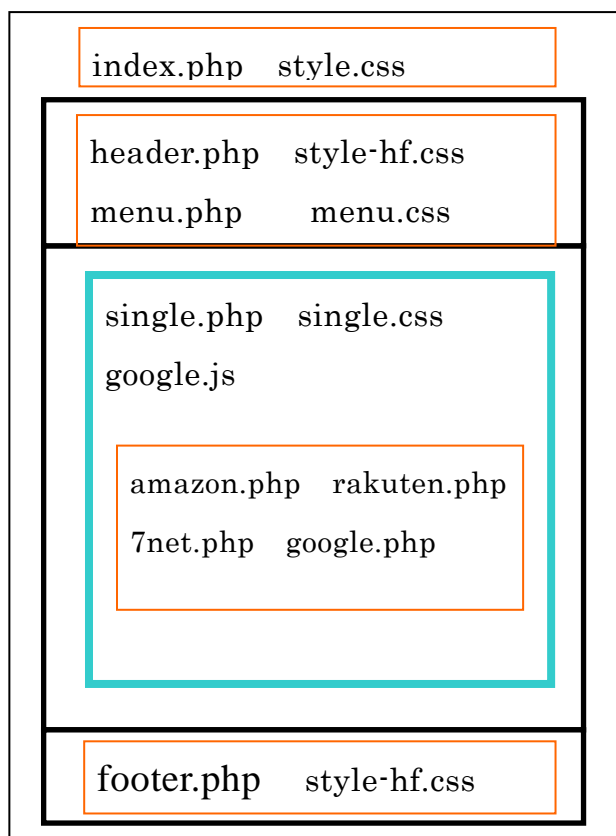 index.php style.css
header.php style-hf.css
menu.php menu.css
single.php single.css
google.js
amazon.php rakuten.php
7net.php google.php
footer.php style-hf.css